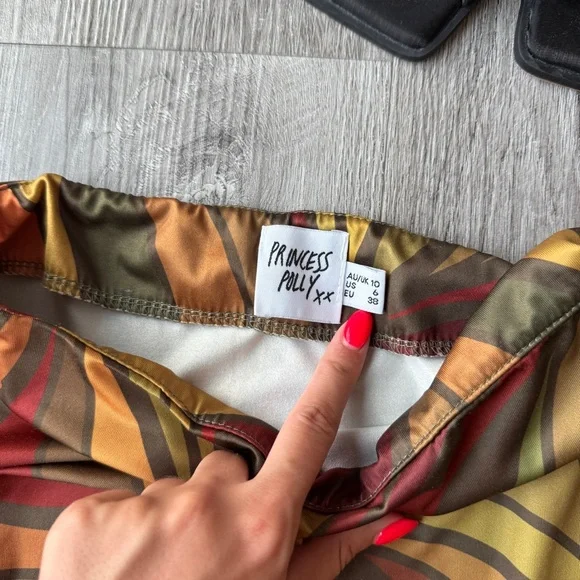 PRINCESS
POLLY xx
AU/UK 10
US 6
EU 38